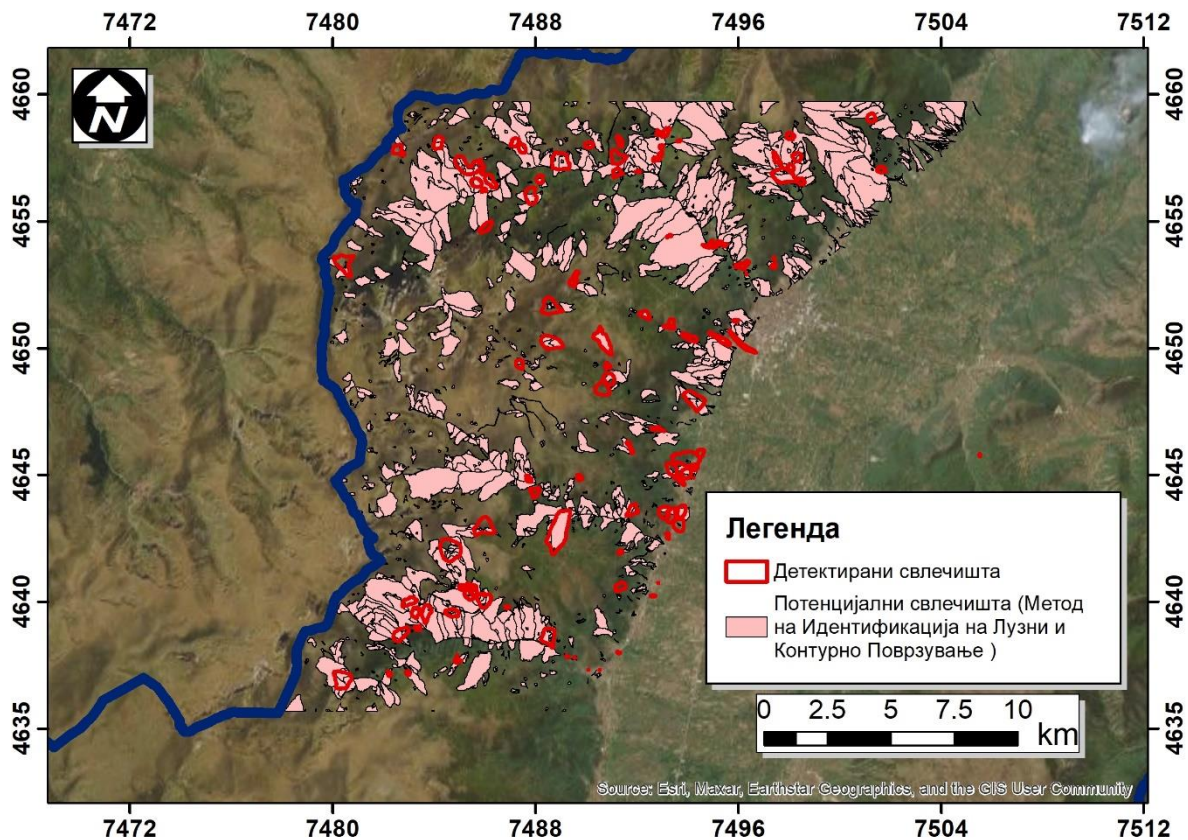 7472 7480 7488 7496 7504 7512
4660 4660
4655 4655
4650 4650
4645 4645
4640 4640
4635 4635
N
Легенда
Детектирани свлечишта
Потенцијални свлечишта (Метод
на Идентификација на Лузни и
Контурно Поврзување )
0 2.5 5 7.5 10
km
Source: Esri, Maxar, Earthstar Geographics, and the GIS User Community
7472 7480 7488 7496 7504 7512